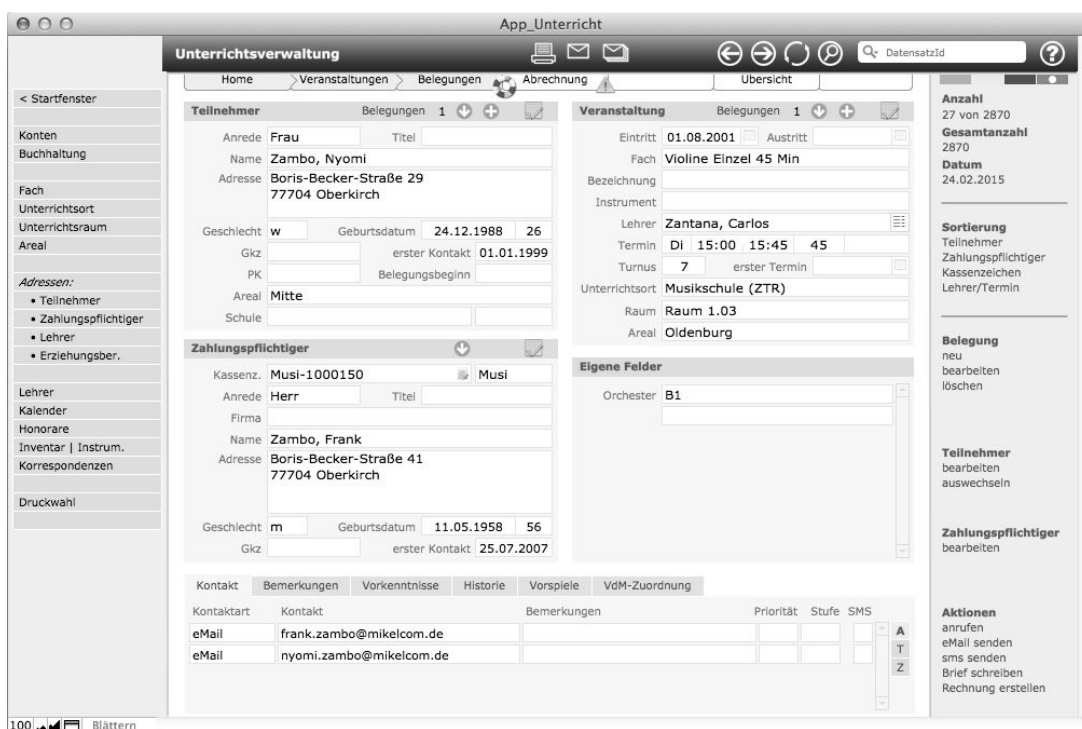 App_Unterricht
Unterrichtsverwaltung
DatensatzId
?
Home Veranstaltungen Belegungen Abrechnung Übersicht
< Startfenster
Konten
Buchhaltung
Fach
Unterrichtsort
Unterrichtsraum
Areal
Adressen:
• Teilnehmer
• Zahlungspflichtiger
• Lehrer
• Erziehungsber.
Lehrer
Kalender
Honorare
Inventar | Instrum.
Korrespondenzen
Druckwahl
Teilnehmer Belegungen 1
Anrede Frau Titel
Name Zambo, Nyomi
Adresse Boris-Becker-Straße 29
77704 Oberkirch
Geschlecht w Geburtsdatum 24.12.1988 26
Gkz erster Kontakt 01.01.1999
PK Belegungsbeginn
Areal Mitte
Schule
Zahlungspflichtiger
Kassenz. Musi-1000150 Musi
Anrede Herr Titel
Firma
Name Zambo, Frank
Adresse Boris-Becker-Straße 41
77704 Oberkirch
Geschlecht m Geburtsdatum 11.05.1958 56
Gkz erster Kontakt 25.07.2007
Veranstaltung Belegungen 1
Eintritt 01.08.2001 Austritt
Fach Violine Einzel 45 Min
Bezeichnung
Instrument
Lehrer Zantana, Carlos
Termin Di 15:00 15:45 45
Turnus 7 erster Termin
Unterrichtsort Musikschule (ZTR)
Raum Raum 1.03
Areal Oldenburg
Eigene Felder
Orchester B1
Kontakt Bemerkungen Vorkenntnisse Historie Vorspiele VdM-Zuordnung
Kontaktart Kontakt Bemerkungen Priorität Stufe SMS
eMail frank.zambo@mikelcom.de
eMail nyomi.zambo@mikelcom.de
A
T
Z
Anzahl
27 von 2870
Gesamtanzahl
2870
Datum
24.02.2015
Sortierung
Teilnehmer
Zahlungspflichtiger
Kassenzeichen
Lehrer/Termin
Belegung
neu
bearbeiten
löschen
Teilnehmer
bearbeiten
auswechseln
Zahlungspflichtiger
bearbeiten
Aktionen
anrufen
eMail senden
sms senden
Brief schreiben
Rechnung erstellen
100 Blättern